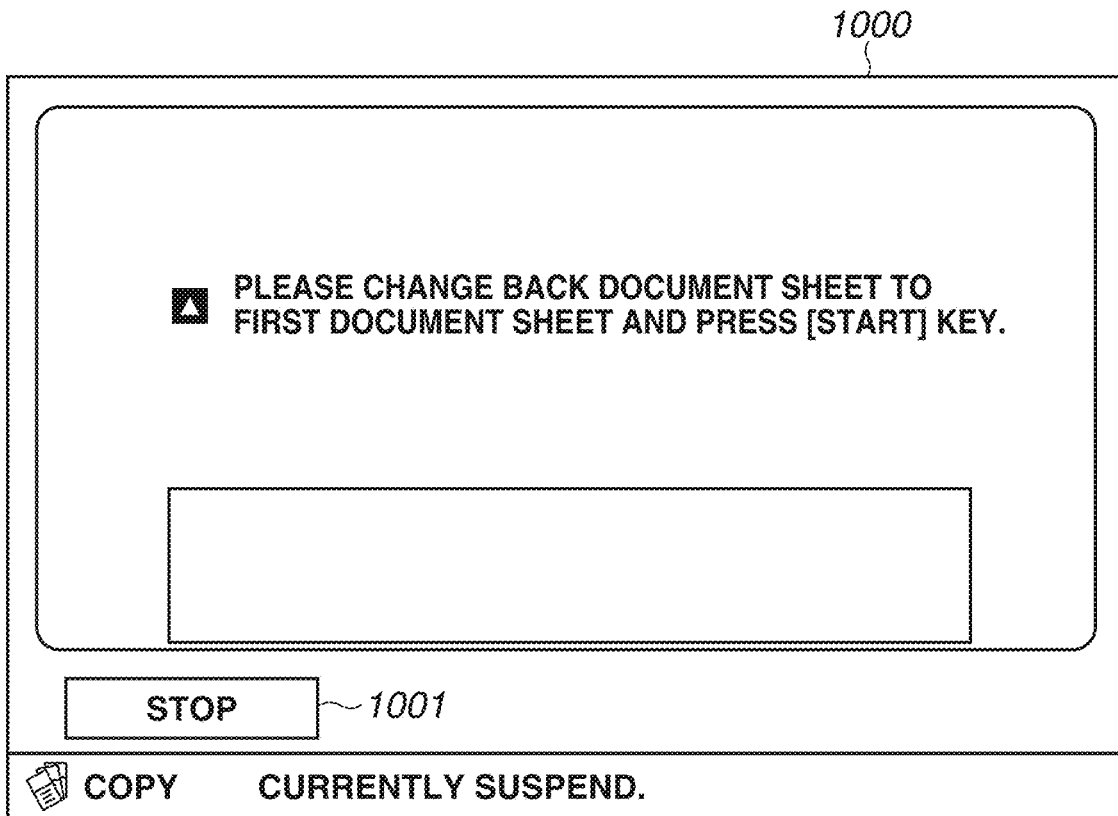 1000
PLEASE CHANGE BACK DOCUMENT SHEET TO
FIRST DOCUMENT SHEET AND PRESS [START] KEY.
STOP 1001
COPY CURRENTLY SUSPEND.